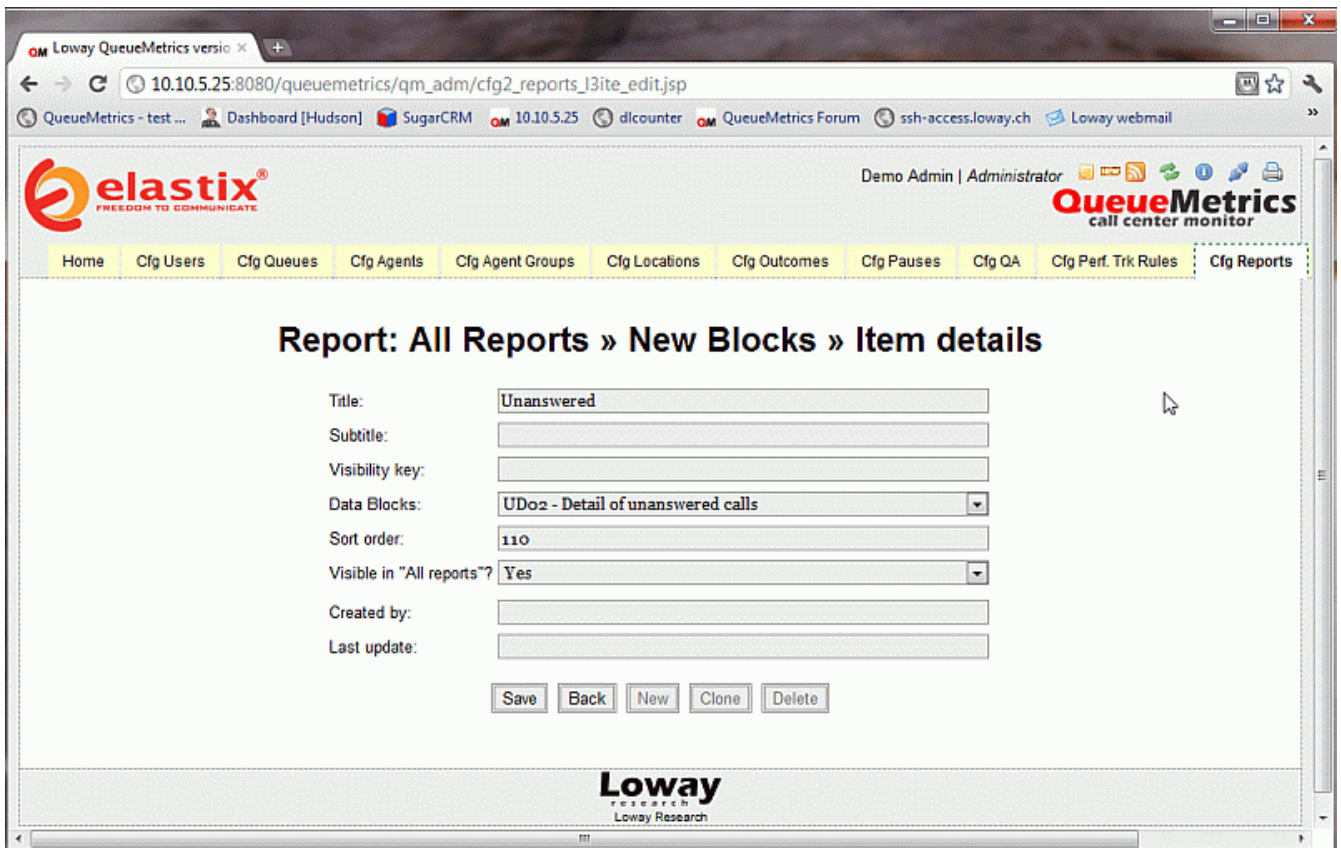 QM Loway QueueMetrics versio
10.10.5.25:8080/queuemetrics/qm_adm/cfg2_reports_l3ite_edit.jsp
QueueMetrics - test ... Dashboard [Hudson] SugarCRM QM 10.10.5.25 dlcounter QM QueueMetrics Forum ssh-access.loway.ch Loway webmail »
elastix®
FREEDOM TO COMMUNICATE
Demo Admin | Administrator
QueueMetrics
call center monitor
Home Cfg Users Cfg Queues Cfg Agents Cfg Agent Groups Cfg Locations Cfg Outcomes Cfg Pauses Cfg QA Cfg Perf. Trk Rules Cfg Reports
Report: All Reports » New Blocks » Item details
Title: Unanswered
Subtitle:
Visibility key:
Data Blocks: UD02 - Detail of unanswered calls
Sort order: 110
Visible in "All reports"? Yes
Created by:
Last update:
Save Back New Clone Delete
Loway
research
Loway Research